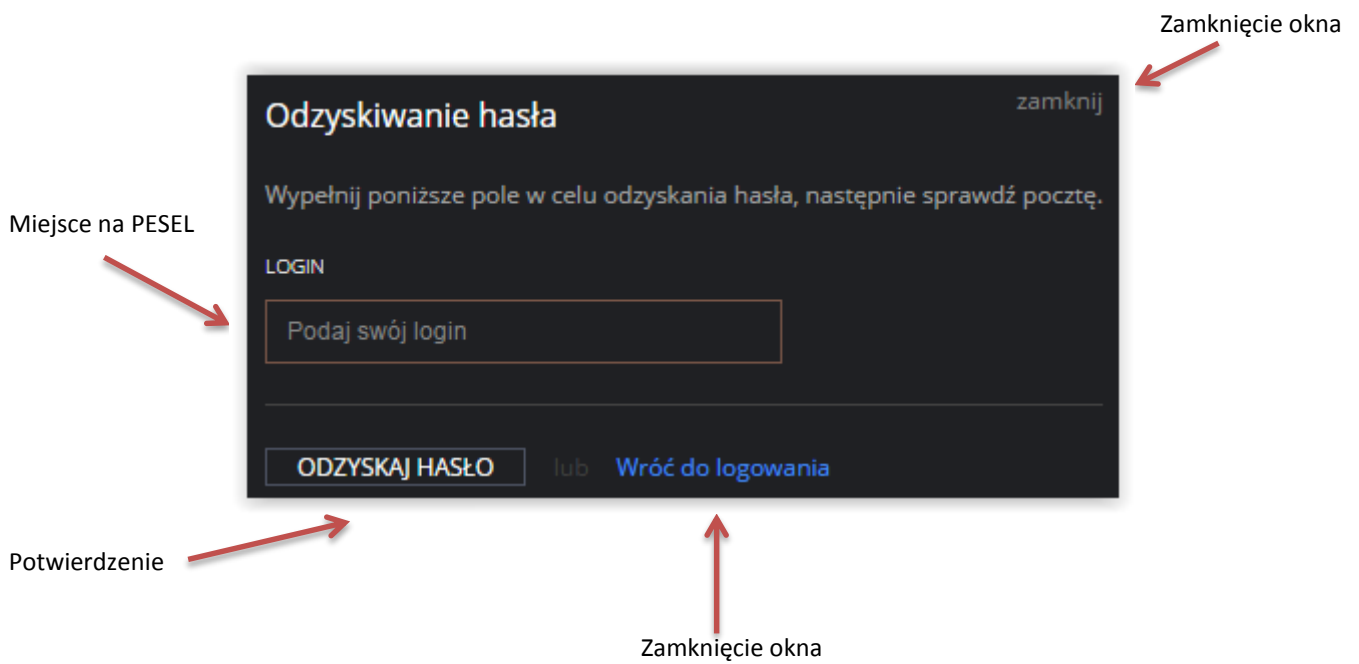 Zamknięcie okna
zamknij
Odzyskiwanie hasła
Wypełnij poniższe pole w celu odzyskania hasła, następnie sprawdź pocztę.
Miejsce na PESEL
LOGIN
Podaj swój login
ODZYSKAJ HASŁO lub Wróć do logowania
Potwierdzenie
Zamknięcie okna